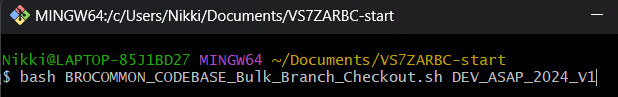 MINGW64:/c/Users/Nikki/Documents/VS7ZARBC-start
Nikki@LAPTOP-85J1BD27 MINGW64 ~/Documents/VS7ZARBC-start
$ bash BROCOMMON_CODEBASE_Bulk_Branch_Checkout.sh DEV_ASAP_2024_V1